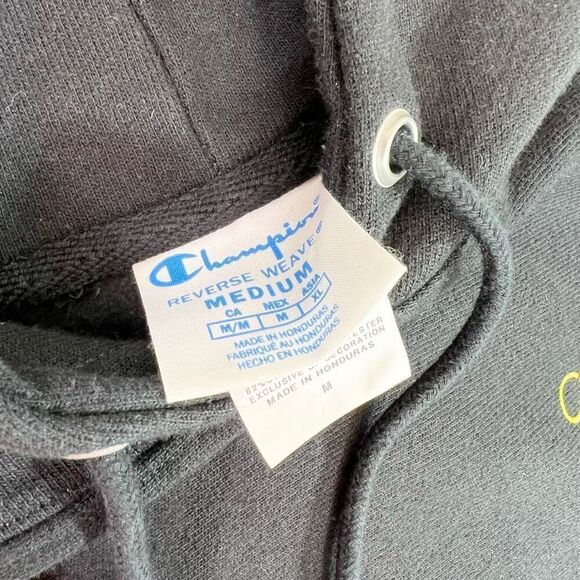 Champion®
REVERSE WEAVE®
MEDIUM
CA MEX ASIA
M/M M XL
MADE IN HONDURAS
FABRIQUÉ AU HONDURAS
HECHO EN HONDURAS
EXCLUSIVE OF DECORATION
MADE IN HONDURAS
M